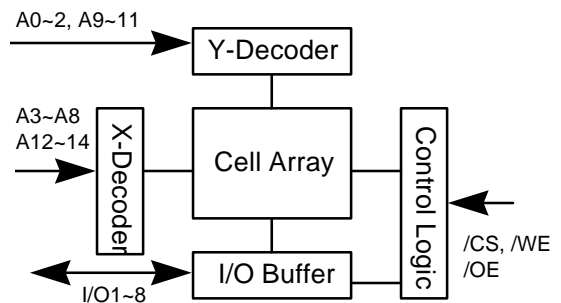 A0~2, A9~11
Y-Decoder
A3~A8
A12~14
X-Decoder
Cell Array
Control Logic
/CS, /WE
/OE
I/O Buffer
I/O1~8